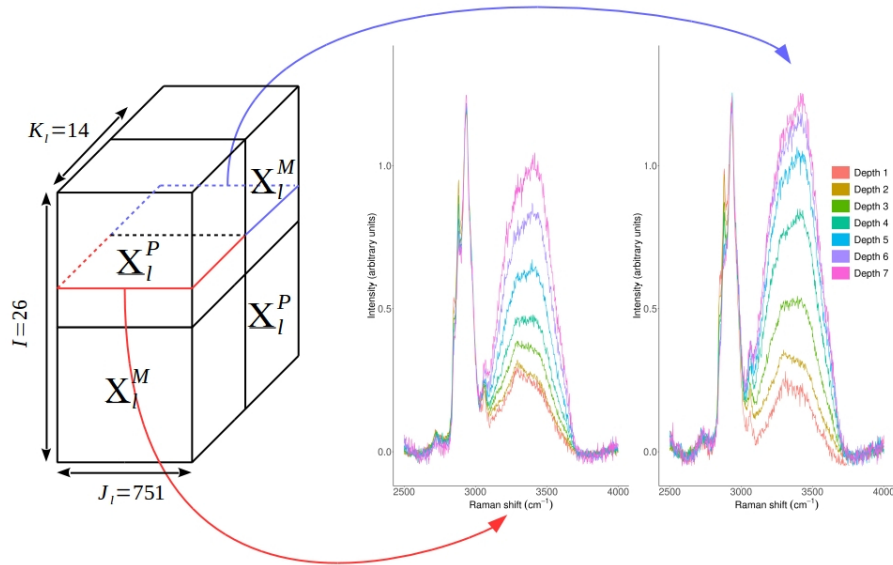 K_l=14
I=26
J_l=751
X_l^M
X_l^P
X_l^P
X_l^M
Intensity (arbitrary units)
1.0
0.5
0.0
2500 3000 3500 4000
Raman shift (cm⁻¹)
Intensity (arbitrary units)
1.0
0.5
0.0
2500 3000 3500 4000
Raman shift (cm⁻¹)
Depth 1
Depth 2
Depth 3
Depth 4
Depth 5
Depth 6
Depth 7